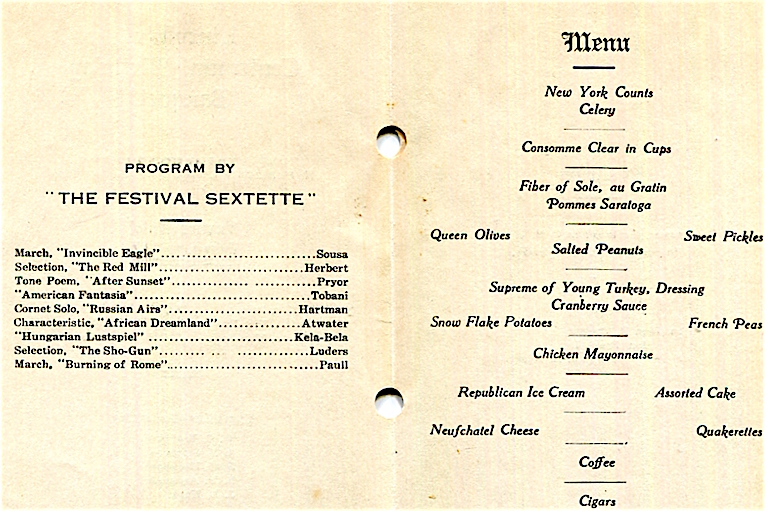 PROGRAM BY
"THE FESTIVAL SEXTETTE"
March, "Invincible Eagle"............................Sousa
Selection, "The Red Mill"...........................Herbert
Tone Poem, "After Sunset"...........................Pryor
"American Fantasia"................................Tobani
Cornet Solo, "Russian Airs"........................Hartman
Characteristic, "African Dreamland"...............Atwater
"Hungarian Lustspiel" ...........................Kela-Bela
Selection, "The Sho-Gun"......... ... ................Luders
March, "Burning of Rome"............................Paull
Menu
New York Counts
Celery
Consomme Clear in Cups
Fiber of Sole, au Gratin
Pommes Saratoga
Queen Olives Sweet Pickles
Salted Peanuts
Supreme of Young Turkey, Dressing
Cranberry Sauce
Snow Flake Potatoes French Peas
Chicken Mayonnaise
Republican Ice Cream Assorted Cake
Neufchatel Cheese Quakerettes
Coffee
Cigars